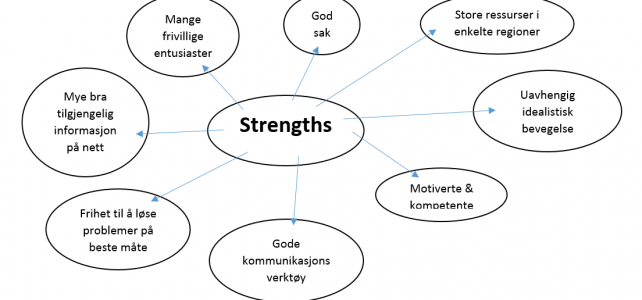 Mange
frivillige
entusiaster
God
sak
Store ressurser i
enkelte regioner
Mye bra
tilgjengelig
informasjon
på nett
Strengths
Uavhengig
idealistisk
bevegelse
Frihet til å løse
problemer på
beste måte
Gode
kommunikasjons
verktøy
Motiverte &
kompetente